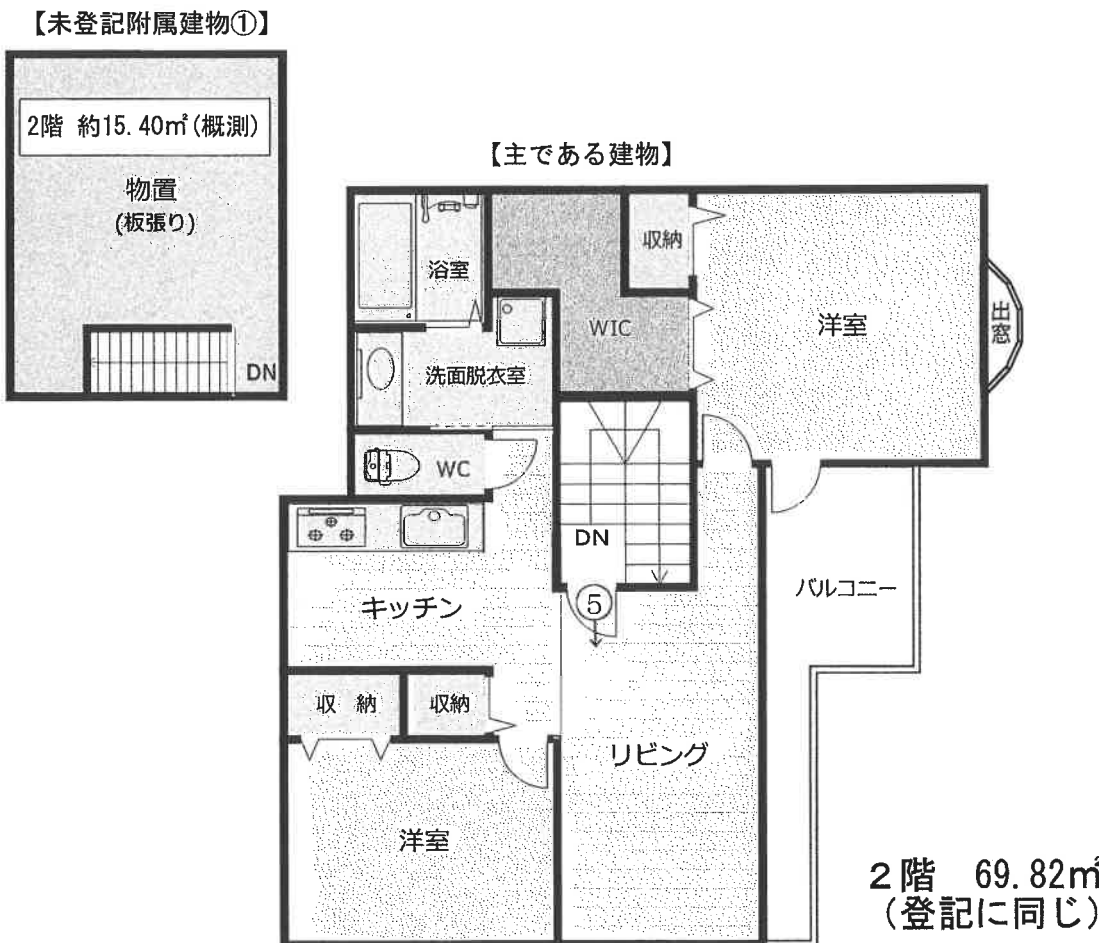 【未登記附属建物①】
2階 約15.40㎡(概測)
物置
(板張り)
DN
【主である建物】
収納
浴室
WIC
洋室
出窓
洗面脱衣室
WC
DN
バルコニー
キッチン
⑤
収 納
収納
リビング
洋室
2階 69.82㎡
(登記に同じ)